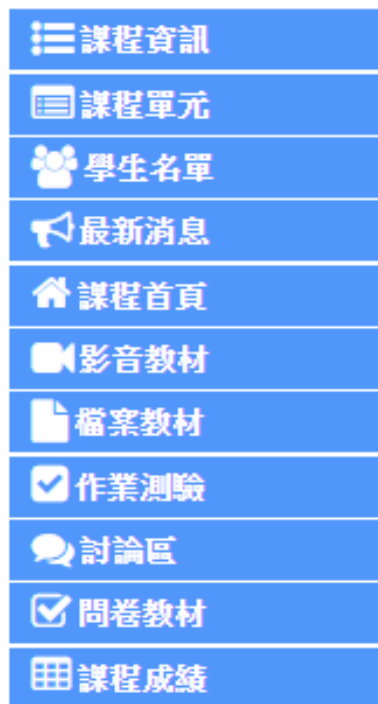 課程資訊
課程單元
學生名單
最新消息
課程首頁
影音教材
檔案教材
作業測驗
討論區
問卷教材
課程成績